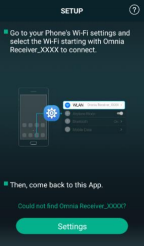 SETUP
?
Go to your Phone's Wi-Fi settings and
select the Wi-Fi starting with Omnia
Receiver_XXXX to connect.
WLAN
Then, come back to this App.
Could not find Omnia Receiver_XXXX?
Settings